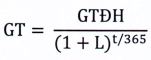 GT = GTĐH / (1 + L)^t/365